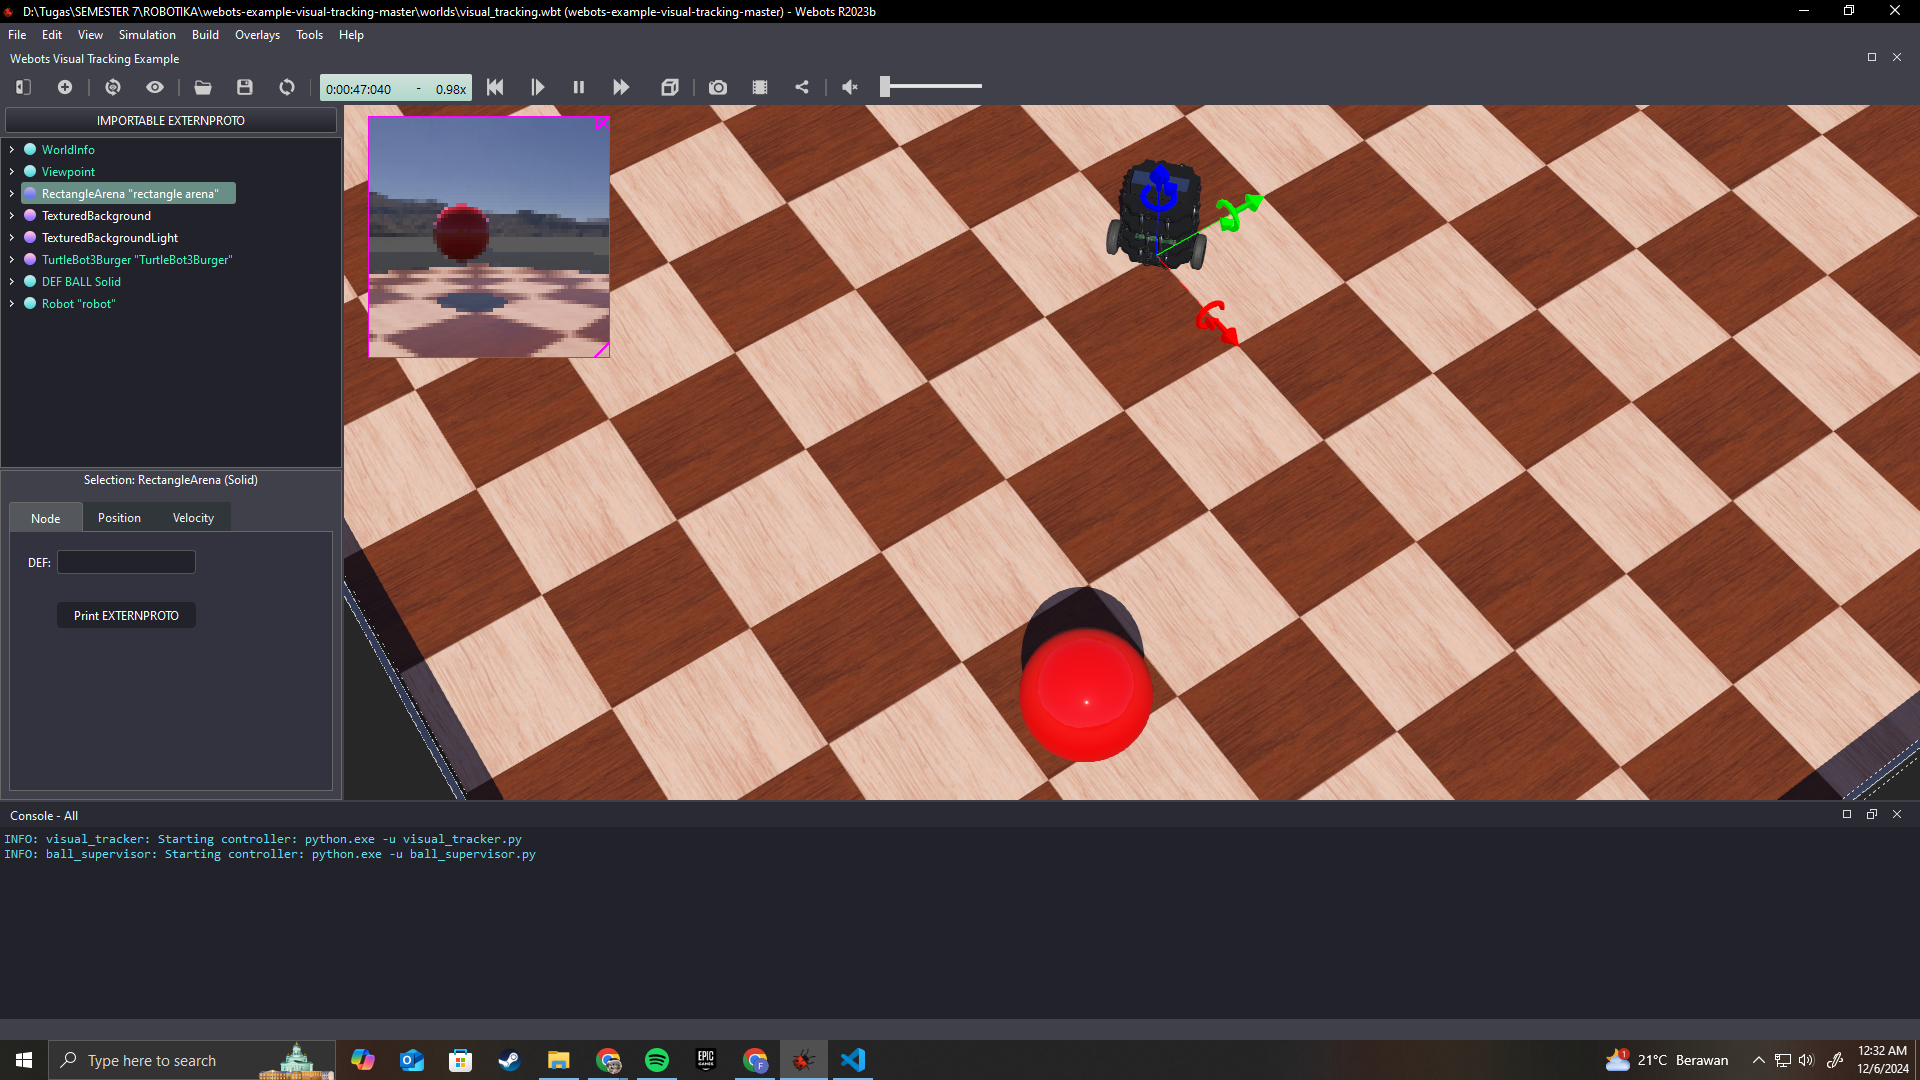 D:\Tugas\SEMESTER 7\ROBOTIKA\webots-example-visual-tracking-master\worlds\visual_tracking.wbt (webots-example-visual-tracking-master) - Webots R2023b
File Edit View Simulation Build Overlays Tools Help
Webots Visual Tracking Example
0:00:47:040 - 0.98x
IMPORTABLE EXTERNPROTO
WorldInfo
Viewpoint
RectangleArena "rectangle arena"
TexturedBackground
TexturedBackgroundLight
TurtleBot3Burger "TurtleBot3Burger"
DEF BALL Solid
Robot "robot"
Selection: RectangleArena (Solid)
Node Position Velocity
DEF:
Print EXTERNPROTO
Console - All
INFO: visual_tracker: Starting controller: python.exe -u visual_tracker.py
INFO: ball_supervisor: Starting controller: python.exe -u ball_supervisor.py
Type here to search
EPIC GAMES
F
1
21°C Berawan
12:32 AM
12/6/2024